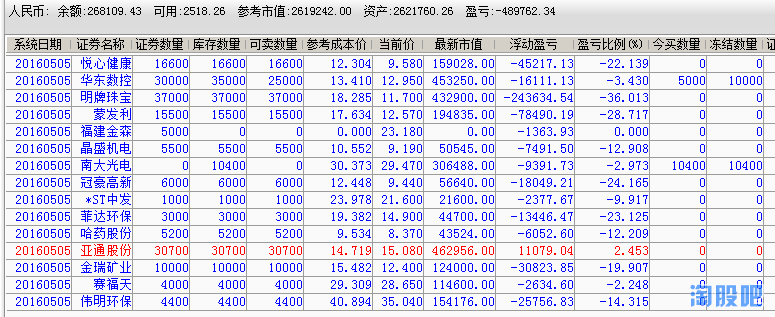 人民币: 余额:268109.43 可用:2518.26 参考市值:2619242.00 资产:2621760.26 盈亏:-489762.34
系统日期 证券名称 证券数量 库存数量 可卖数量 参考成本价 当前价 最新市值 浮动盈亏 盈亏比例(%) 今买数量 冻结数量 证
20160505 悦心健康 16600 16600 16600 12.304 9.580 159028.00 -45217.13 -22.139 0 0
20160505 华东数控 30000 35000 25000 13.410 12.950 453250.00 -16111.13 -3.430 5000 10000
20160505 明牌珠宝 37000 37000 37000 18.285 11.700 432900.00 -243634.54 -36.013 0 0
20160505 蒙发利 15500 15500 15500 17.634 12.570 194835.00 -78490.19 -28.717 0 0
20160505 福建金森 5000 0 0 0.000 23.180 0.00 -1363.93 0.000 0 0
20160505 晶盛机电 5500 5500 5500 10.552 9.190 50545.00 -7491.50 -12.908 0 0
20160505 南大光电 0 10400 0 30.373 29.470 306488.00 -9391.73 -2.973 10400 10400
20160505 冠豪高新 6000 6000 6000 12.448 9.440 56640.00 -18049.21 -24.165 0 0
20160505 *ST中发 1000 1000 1000 23.978 21.600 21600.00 -2377.67 -9.917 0 0
20160505 菲达环保 3000 3000 3000 19.382 14.900 44700.00 -13446.47 -23.125 0 0
20160505 哈药股份 5200 5200 5200 9.534 8.370 43524.00 -6052.60 -12.209 0 0
20160505 亚通股份 30700 30700 30700 14.719 15.080 462956.00 11079.04 2.453 0 0
20160505 金瑞矿业 10000 10000 10000 15.482 12.400 124000.00 -30823.85 -19.907 0 0
20160505 赛福天 4000 4000 4000 29.309 28.650 114600.00 -2634.60 -2.248 0 0
20160505 伟明环保 4400 4400 4400 40.894 35.040 154176.00 -25756.83 -14.315 0 0
淘股吧